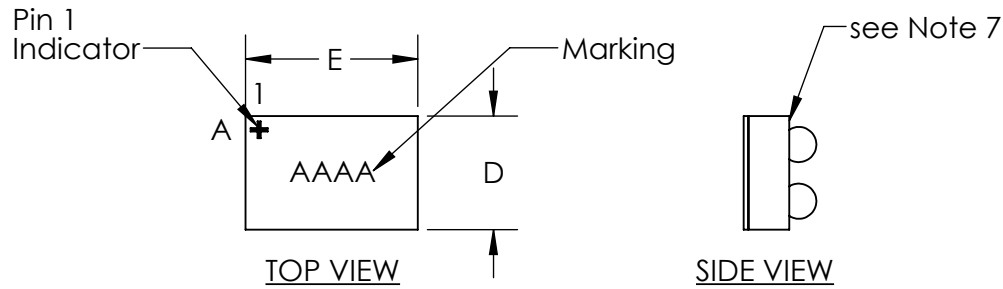 Pin 1
Indicator
E
Marking
see Note 7
1
A
AAAA
D
TOP VIEW
SIDE VIEW